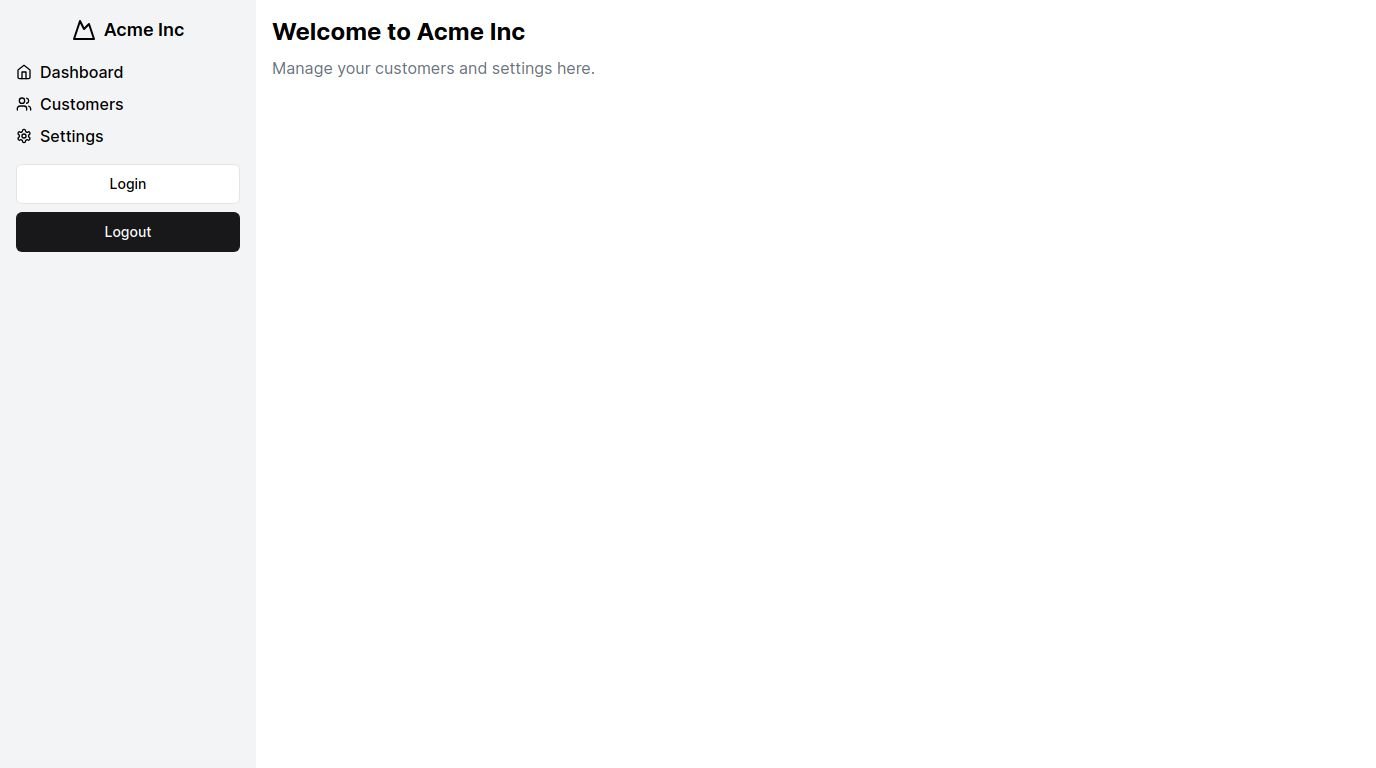 Acme Inc
Dashboard
Customers
Settings
Login
Logout
Welcome to Acme Inc
Manage your customers and settings here.